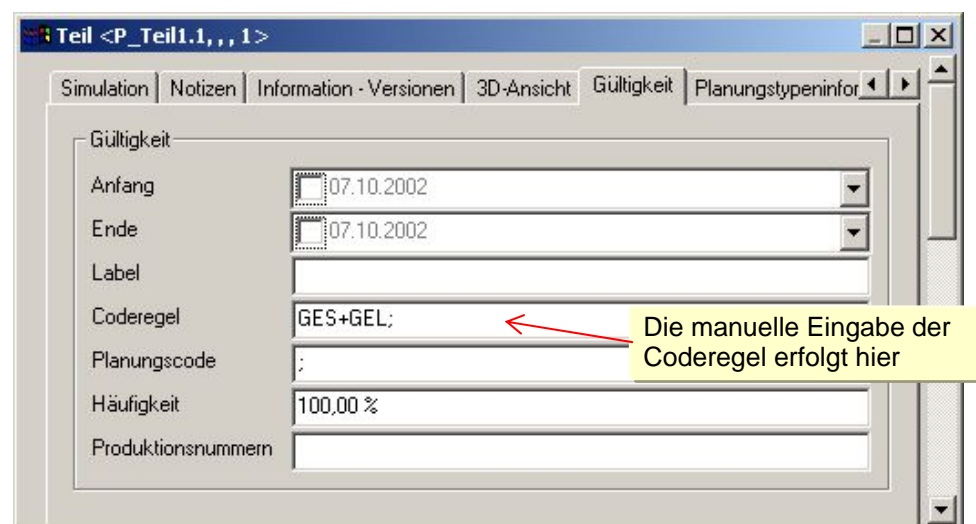 Teil <P_Teil1.1, , , 1>
Simulation Notizen Information - Versionen 3D-Ansicht Gültigkeit Planungstypeninfor
Gültigkeit
Anfang 07.10.2002
Ende 07.10.2002
Label
Coderegel GES+GEL;
Die manuelle Eingabe der
Coderegel erfolgt hier
Planungscode ;
Häufigkeit 100,00 %
Produktionsnummern